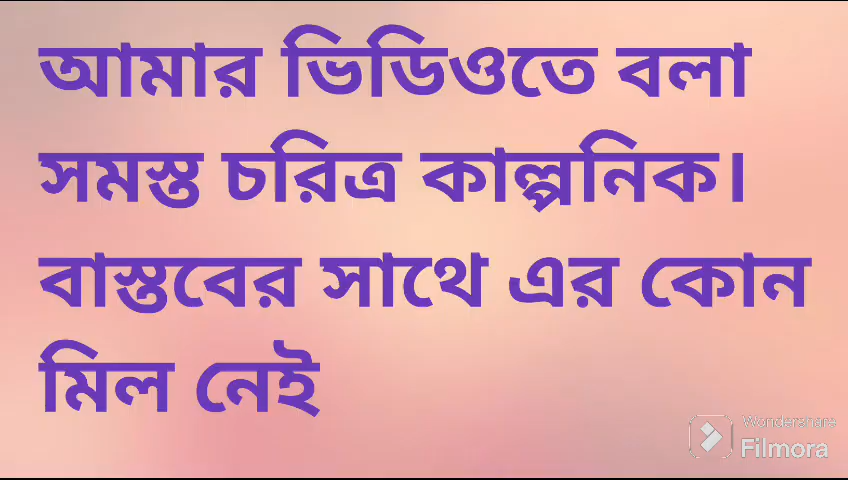 আমার ভিডিওতে বলা
সমস্ত চরিত্র কাল্পনিক।
বাস্তবের সাথে এর কোন
মিল নেই
Wondershare
Filmora